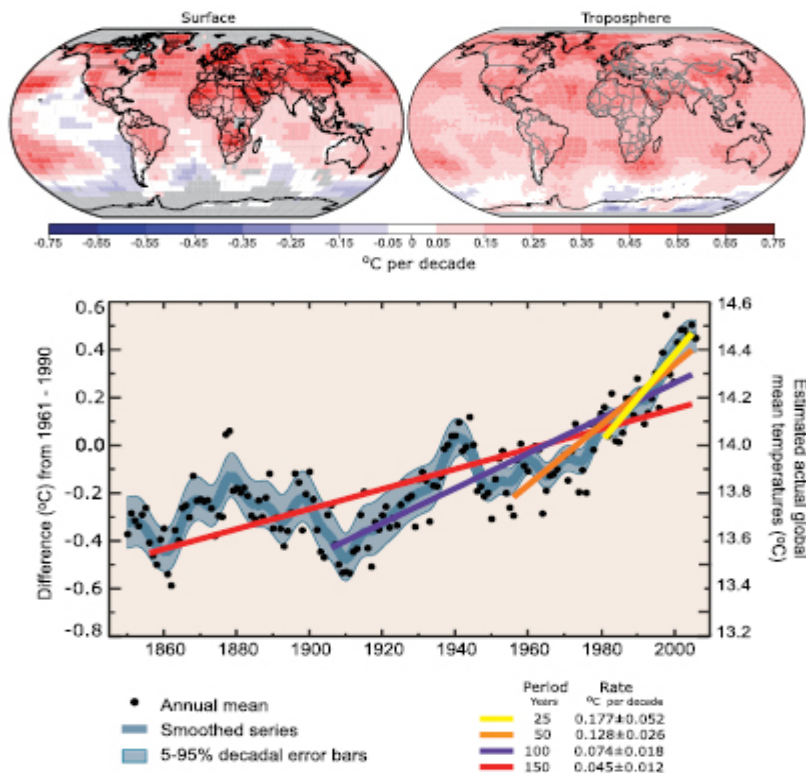 Surface Troposphere
-0.75 -0.65 -0.55 -0.45 -0.35 -0.25 -0.15 -0.05 0 0.05 0.15 0.25 0.35 0.45 0.55 0.65 0.75
°C per decade
Difference (°C) from 1961 - 1990
0.6
0.4
0.2
0.0
-0.2
-0.4
-0.6
-0.8
14.6
14.4
14.2
14.0
13.8
13.6
13.4
13.2
Estimated actual global
mean temperatures (°C)
1860 1880 1900 1920 1940 1960 1980 2000
Annual mean
Smoothed series
5-95% decadal error bars
Period Rate
Years °C per decade
25 0.177±0.052
50 0.128±0.026
100 0.074±0.018
150 0.045±0.012